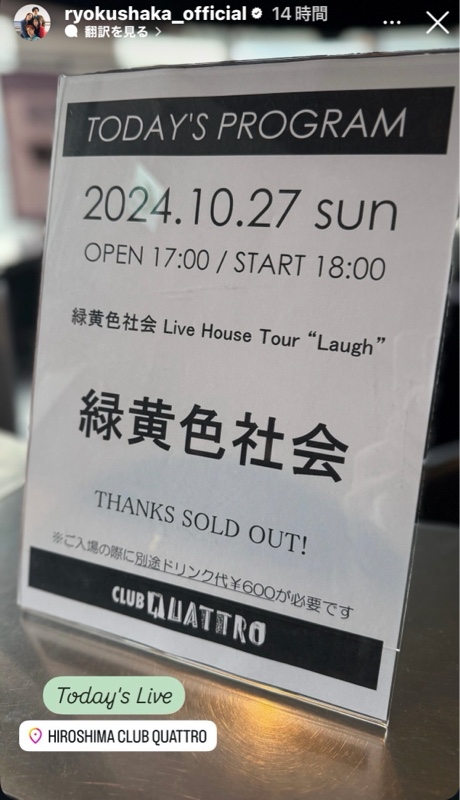 ryokushaka_official 14時間
翻訳を見る >
TODAY'S PROGRAM
2024.10.27 sun
OPEN 17:00 / START 18:00
緑黄色社会 Live House Tour “Laugh”
緑黄色社会
THANKS SOLD OUT!
※ご入場の際に別途ドリンク代¥600が必要です
CLUB QUATTRO
Today's Live
HIROSHIMA CLUB QUATTRO